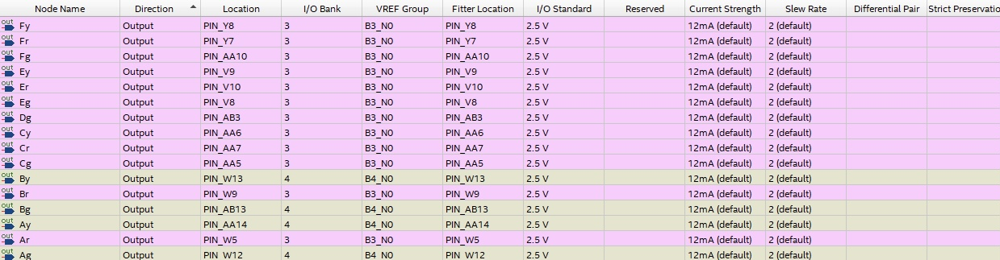 Node Name Direction Location I/O Bank VREF Group Fitter Location I/O Standard Reserved Current Strength Slew Rate Differential Pair Strict Preservatio
out Fy Output PIN_Y8 3 B3_N0 PIN_Y8 2.5 V 12mA (default) 2 (default)
out Fr Output PIN_Y7 3 B3_N0 PIN_Y7 2.5 V 12mA (default) 2 (default)
out Fg Output PIN_AA10 3 B3_N0 PIN_AA10 2.5 V 12mA (default) 2 (default)
out Ey Output PIN_V9 3 B3_N0 PIN_V9 2.5 V 12mA (default) 2 (default)
out Er Output PIN_V10 3 B3_N0 PIN_V10 2.5 V 12mA (default) 2 (default)
out Eg Output PIN_V8 3 B3_N0 PIN_V8 2.5 V 12mA (default) 2 (default)
out Dg Output PIN_AB3 3 B3_N0 PIN_AB3 2.5 V 12mA (default) 2 (default)
out Cy Output PIN_AA6 3 B3_N0 PIN_AA6 2.5 V 12mA (default) 2 (default)
out Cr Output PIN_AA7 3 B3_N0 PIN_AA7 2.5 V 12mA (default) 2 (default)
out Cg Output PIN_AA5 3 B3_N0 PIN_AA5 2.5 V 12mA (default) 2 (default)
out By Output PIN_W13 4 B4_N0 PIN_W13 2.5 V 12mA (default) 2 (default)
out Br Output PIN_W9 3 B3_N0 PIN_W9 2.5 V 12mA (default) 2 (default)
out Bg Output PIN_AB13 4 B4_N0 PIN_AB13 2.5 V 12mA (default) 2 (default)
out Ay Output PIN_AA14 4 B4_N0 PIN_AA14 2.5 V 12mA (default) 2 (default)
out Ar Output PIN_W5 3 B3_N0 PIN_W5 2.5 V 12mA (default) 2 (default)
out Ag Output PIN_W12 4 B4_N0 PIN_W12 2.5 V 12mA (default) 2 (default)